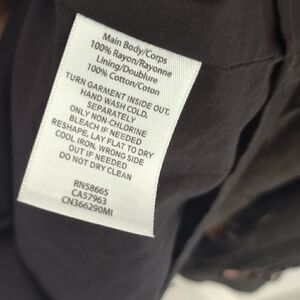 Main Body/Corps
100% Rayon/Rayonne
Lining/Doublure
100% Cotton/Coton
TURN GARMENT INSIDE OUT,
HAND WASH COLD,
SEPARATELY
ONLY NON-CHLORINE
BLEACH IF NEEDED
RESHAPE, LAY FLAT TO DRY
COOL IRON, WRONG SIDE
OUT IF NEEDED
DO NOT DRY CLEAN
RN58665
CA57963
CN366290MI